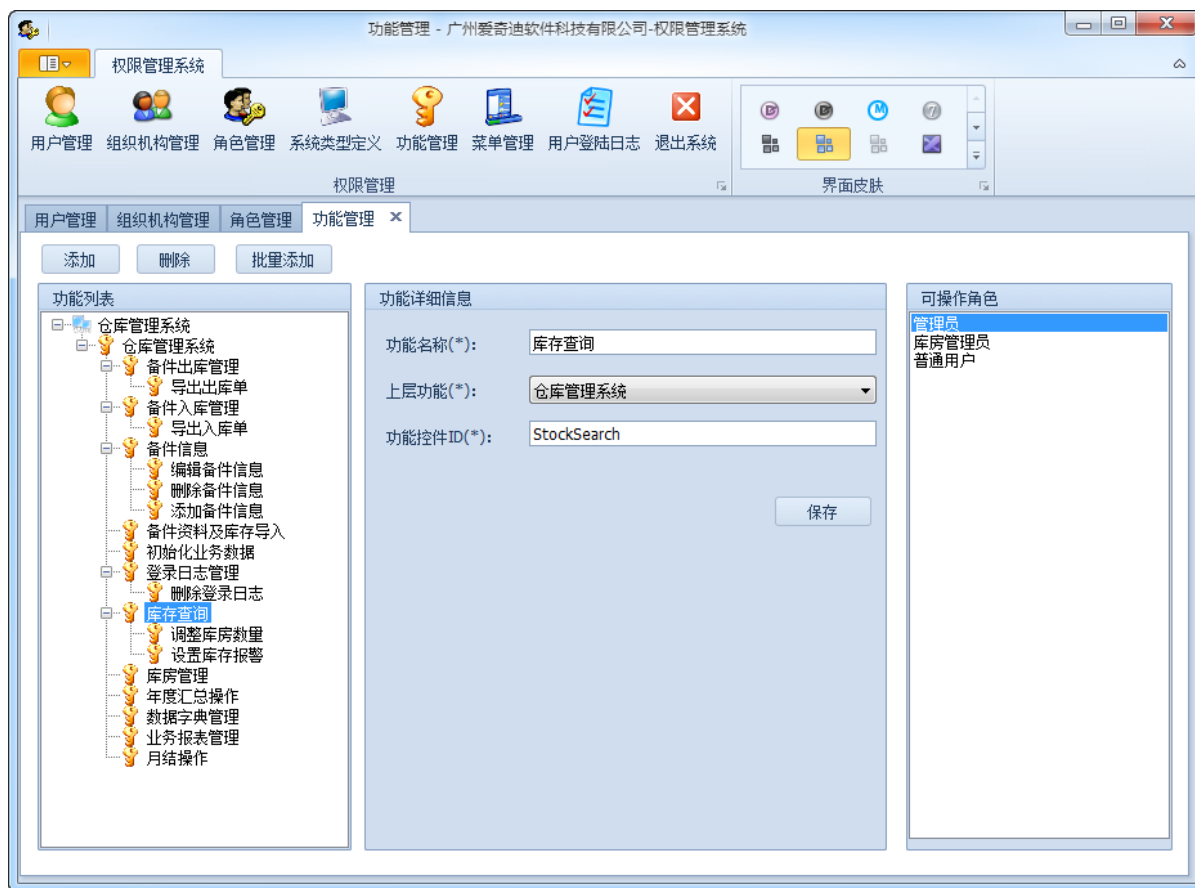 功能管理 - 广州爱奇迪软件科技有限公司-权限管理系统
权限管理系统
用户管理 组织机构管理 角色管理 系统类型定义 功能管理 菜单管理 用户登陆日志 退出系统
权限管理 界面皮肤
用户管理 组织机构管理 角色管理 功能管理
添加 删除 批量添加
功能列表
仓库管理系统
仓库管理系统
备件出库管理
导出出库单
备件入库管理
导出入库单
备件信息
编辑备件信息
删除备件信息
添加备件信息
备件资料及库存导入
初始化业务数据
登录日志管理
删除登录日志
库存查询
调整库房数量
设置库存报警
库房管理
年度汇总操作
数据字典管理
业务报表管理
月结操作
功能详细信息
功能名称(*): 库存查询
上层功能(*): 仓库管理系统
功能控件ID(*): StockSearch
保存
可操作角色
管理员
库房管理员
普通用户